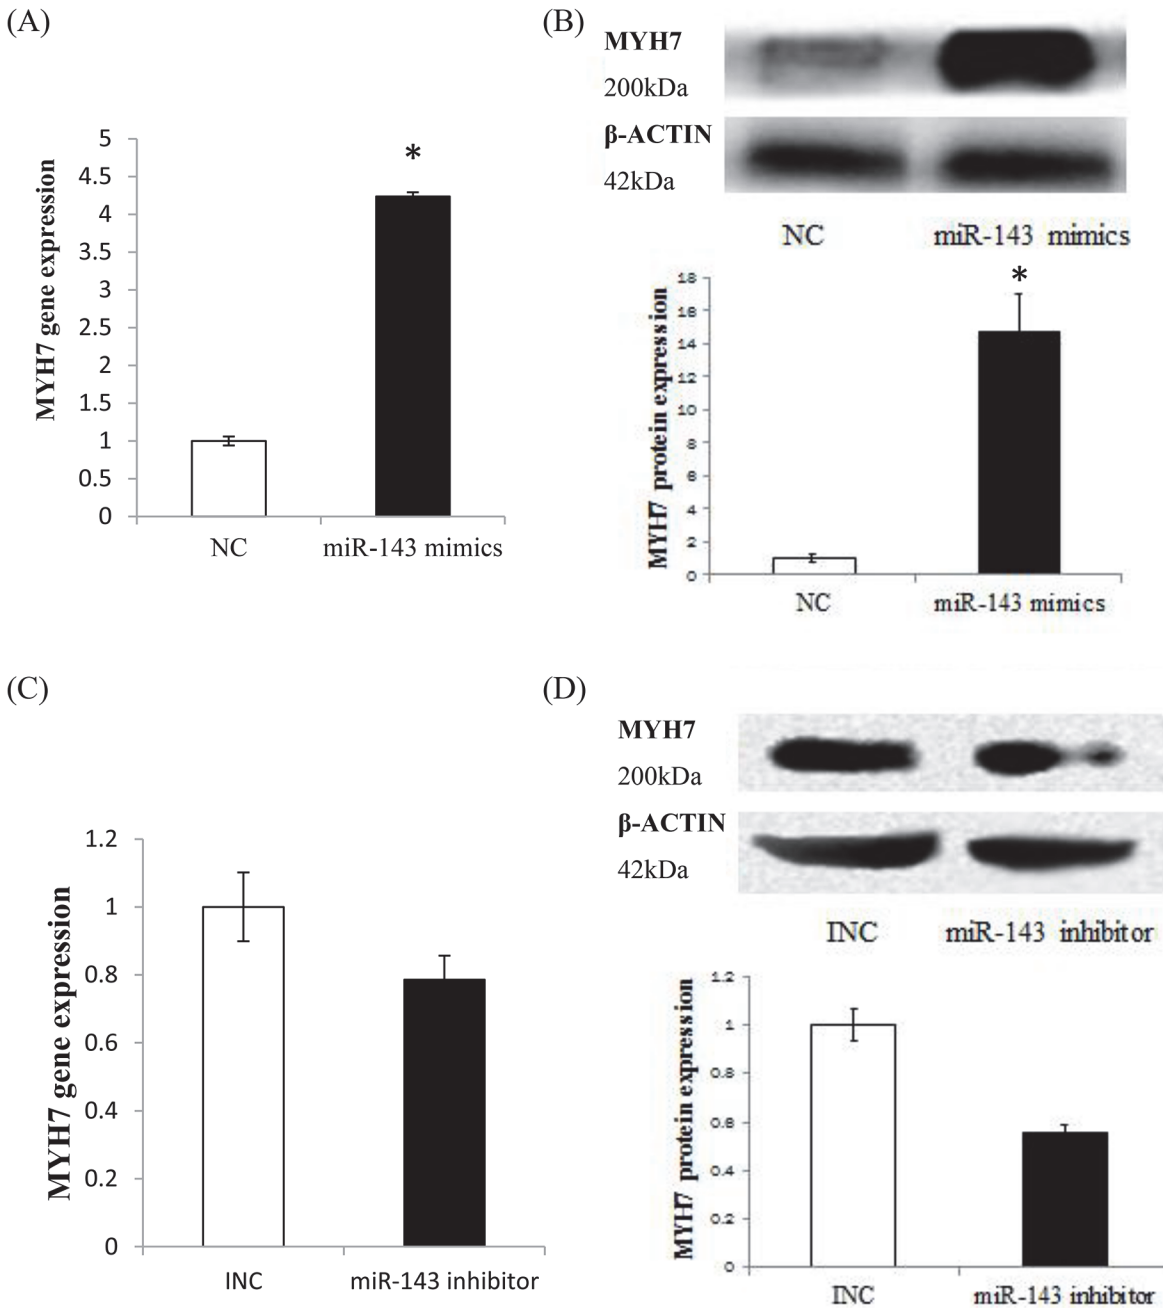 (A)
MYH7 gene expression
5
4.5
4
3.5
3
2.5
2
1.5
1
0.5
0
*
NC miR-143 mimics
(B)
MYH7
200kDa
β-ACTIN
42kDa
NC miR-143 mimics
MYH7 protein expression
18
16
14
12
10
8
6
4
2
0
*
NC miR-143 mimics
(C)
MYH7 gene expression
1.2
1
0.8
0.6
0.4
0.2
0
INC miR-143 inhibitor
(D)
MYH7
200kDa
β-ACTIN
42kDa
INC miR-143 inhibitor
MYH7 protein expression
1.2
1
0.8
0.6
0.4
0.2
0
INC miR-143 inhibitor